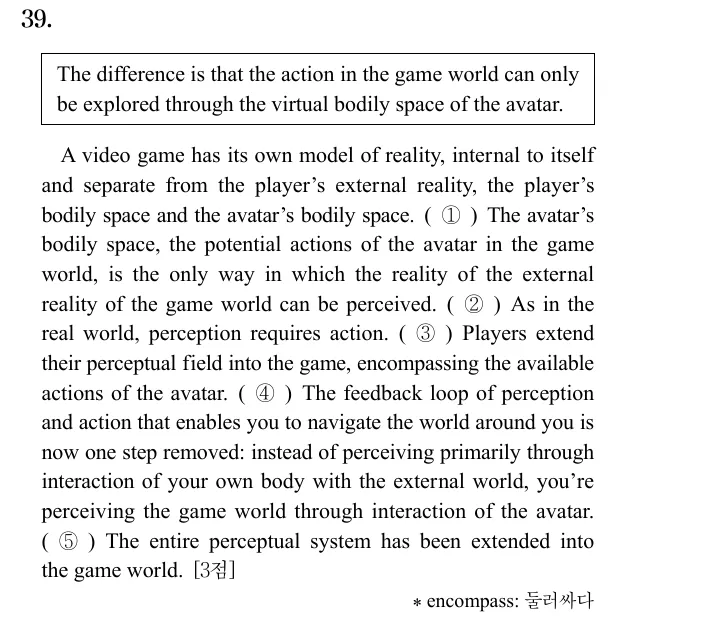 39.
The difference is that the action in the game world can only
be explored through the virtual bodily space of the avatar.
A video game has its own model of reality, internal to itself
and separate from the player's external reality, the player's
bodily space and the avatar's bodily space. ( ① ) The avatar's
bodily space, the potential actions of the avatar in the game
world, is the only way in which the reality of the external
reality of the game world can be perceived. ( ② ) As in the
real world, perception requires action. ( ③ ) Players extend
their perceptual field into the game, encompassing the available
actions of the avatar. ( ④ ) The feedback loop of perception
and action that enables you to navigate the world around you is
now one step removed: instead of perceiving primarily through
interaction of your own body with the external world, you're
perceiving the game world through interaction of the avatar.
( ⑤ ) The entire perceptual system has been extended into
the game world. [3점]
* encompass: 둘러싸다